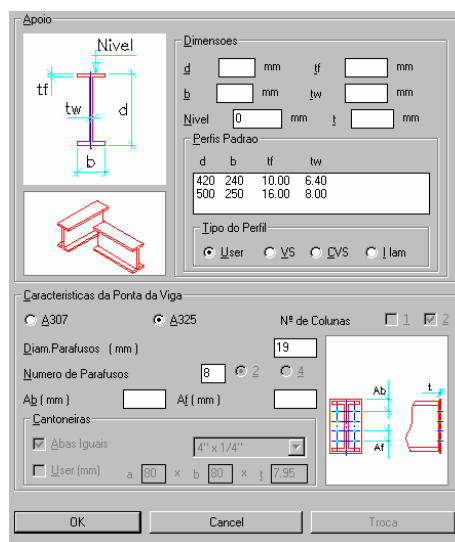 Apoio
Nivel
tf
tw
d
b
Dimensoes
d mm tf mm
b mm tw mm
Nivel 0 mm t mm
Perfis Padrao
d b tf tw
420 240 10.00 6.40
500 250 16.00 8.00
Tipo do Perfil
User VS CVS I lam
Caracteristicas da Ponta da Viga
A307 A325 Nª de Colunas 1 2
Diam.Parafusos (mm) 19
Numero de Parafusos 8 2 4
Ab (mm) Af (mm)
Cantoneiras
Abas Iguais 4" x 1/4"
User (mm) a 80 × b 80 × t 7.95
Ab t
Af
OK Cancel Troca